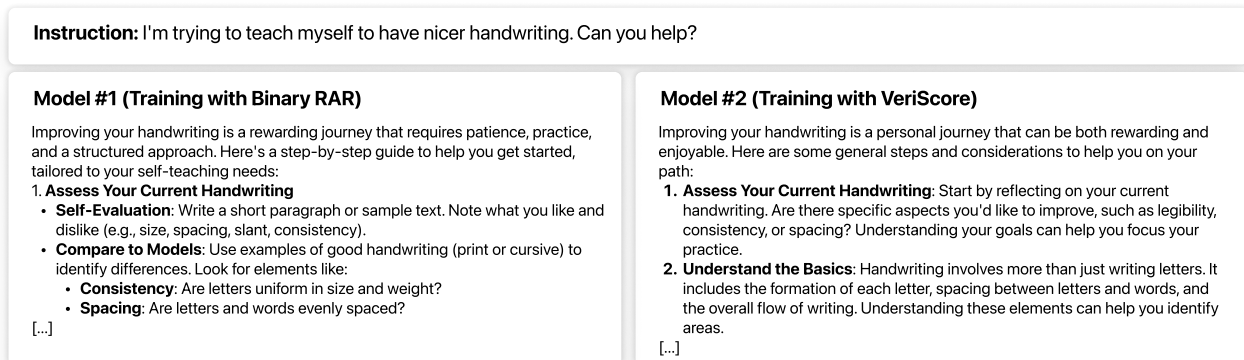 Instruction: I'm trying to teach myself to have nicer handwriting. Can you help?
Model #1 (Training with Binary RAR)
Improving your handwriting is a rewarding journey that requires patience, practice,
and a structured approach. Here's a step-by-step guide to help you get started,
tailored to your self-teaching needs:
1. Assess Your Current Handwriting
• Self-Evaluation: Write a short paragraph or sample text. Note what you like and
dislike (e.g., size, spacing, slant, consistency).
• Compare to Models: Use examples of good handwriting (print or cursive) to
identify differences. Look for elements like:
• Consistency: Are letters uniform in size and weight?
• Spacing: Are letters and words evenly spaced?
[...]
Model #2 (Training with VeriScore)
Improving your handwriting is a personal journey that can be both rewarding and
enjoyable. Here are some general steps and considerations to help you on your
path:
1. Assess Your Current Handwriting: Start by reflecting on your current
handwriting. Are there specific aspects you'd like to improve, such as legibility,
consistency, or spacing? Understanding your goals can help you focus your
practice.
2. Understand the Basics: Handwriting involves more than just writing letters. It
includes the formation of each letter, spacing between letters and words, and
the overall flow of writing. Understanding these elements can help you identify
areas.
[...]